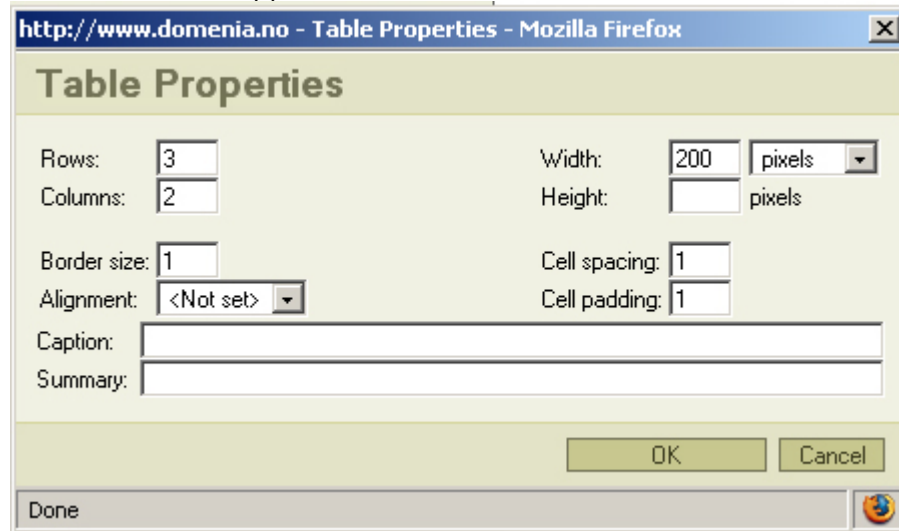 http://www.domenia.no - Table Properties - Mozilla Firefox
Table Properties
Rows: 3 Width: 200 pixels
Columns: 2 Height: pixels
Border size: 1 Cell spacing: 1
Alignment: <Not set> Cell padding: 1
Caption:
Summary:
OK Cancel
Done